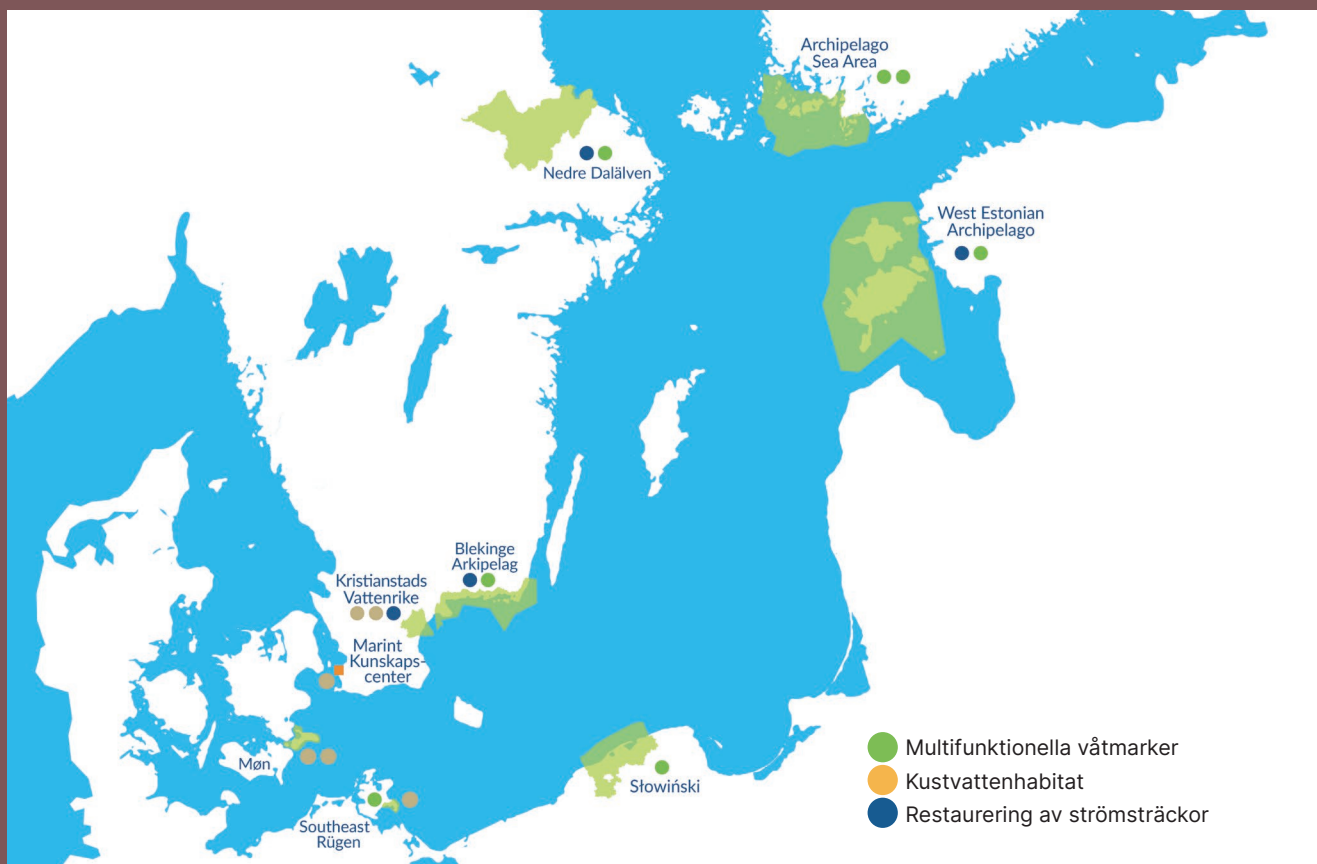 Archipelago
Sea Area
Nedre Dalälven
West Estonian
Archipelago
Blekinge
Arkipelag
Kristianstads
Vattenrike
Marint
Kunskaps-
center
Møn
Słowiński
Southeast
Rügen
Multifunktionella våtmarker
Kustvattenhabitat
Restaurering av strömsträckor